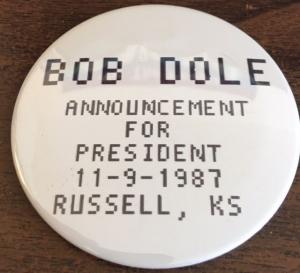 BOB DOLE
ANNOUNCEMENT
FOR
PRESIDENT
11-9-1987
RUSSELL, KS